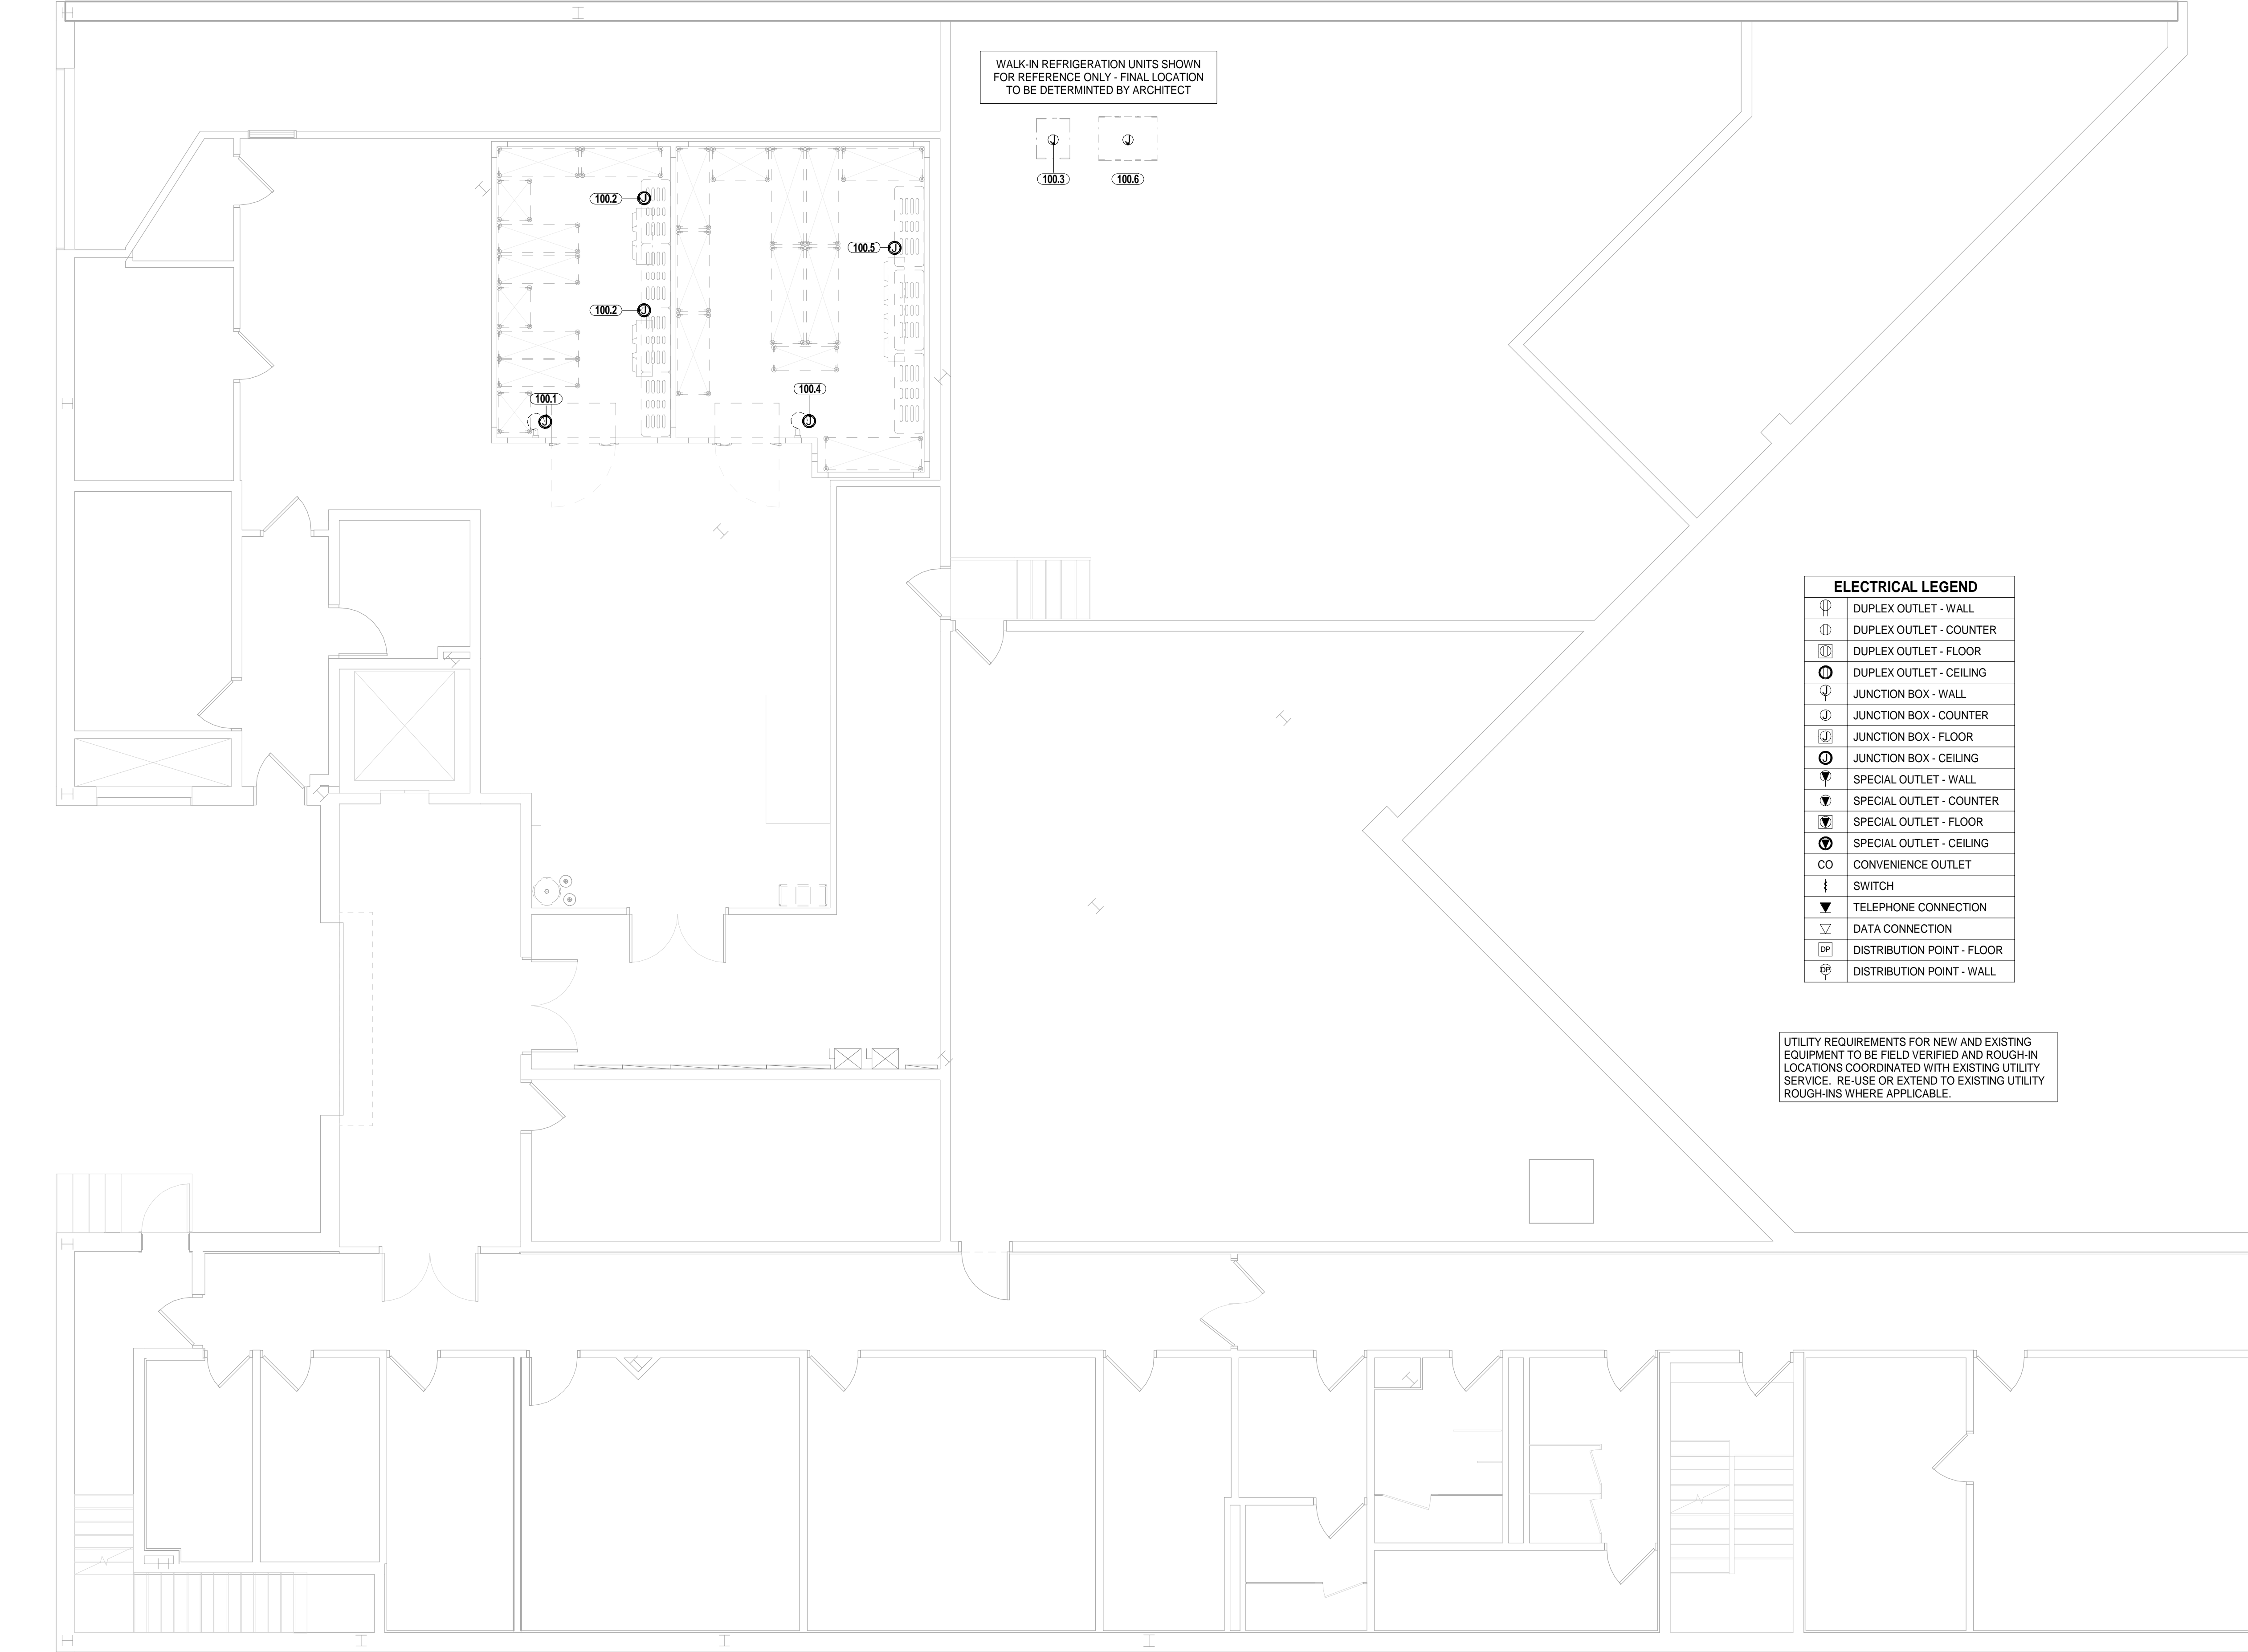 WALK-IN REFRIGERATION UNITS SHOWN
FOR REFERENCE ONLY - FINAL LOCATION
TO BE DETERMINTED BY ARCHITECT
J
J
100.3
100.6
100.2
J
100.5
J
100.2
J
100.4
100.1
J
J
ELECTRICAL LEGEND
DUPLEX OUTLET - WALL
DUPLEX OUTLET - COUNTER
DUPLEX OUTLET - FLOOR
DUPLEX OUTLET - CEILING
J JUNCTION BOX - WALL
J JUNCTION BOX - COUNTER
J JUNCTION BOX - FLOOR
J JUNCTION BOX - CEILING
SPECIAL OUTLET - WALL
SPECIAL OUTLET - COUNTER
SPECIAL OUTLET - FLOOR
SPECIAL OUTLET - CEILING
CO CONVENIENCE OUTLET
SWITCH
TELEPHONE CONNECTION
DATA CONNECTION
DP DISTRIBUTION POINT - FLOOR
DP DISTRIBUTION POINT - WALL
UTILITY REQUIREMENTS FOR NEW AND EXISTING
EQUIPMENT TO BE FIELD VERIFIED AND ROUGH-IN
LOCATIONS COORDINATED WITH EXISTING UTILITY
SERVICE. RE-USE OR EXTEND TO EXISTING UTILITY
ROUGH-INS WHERE APPLICABLE.